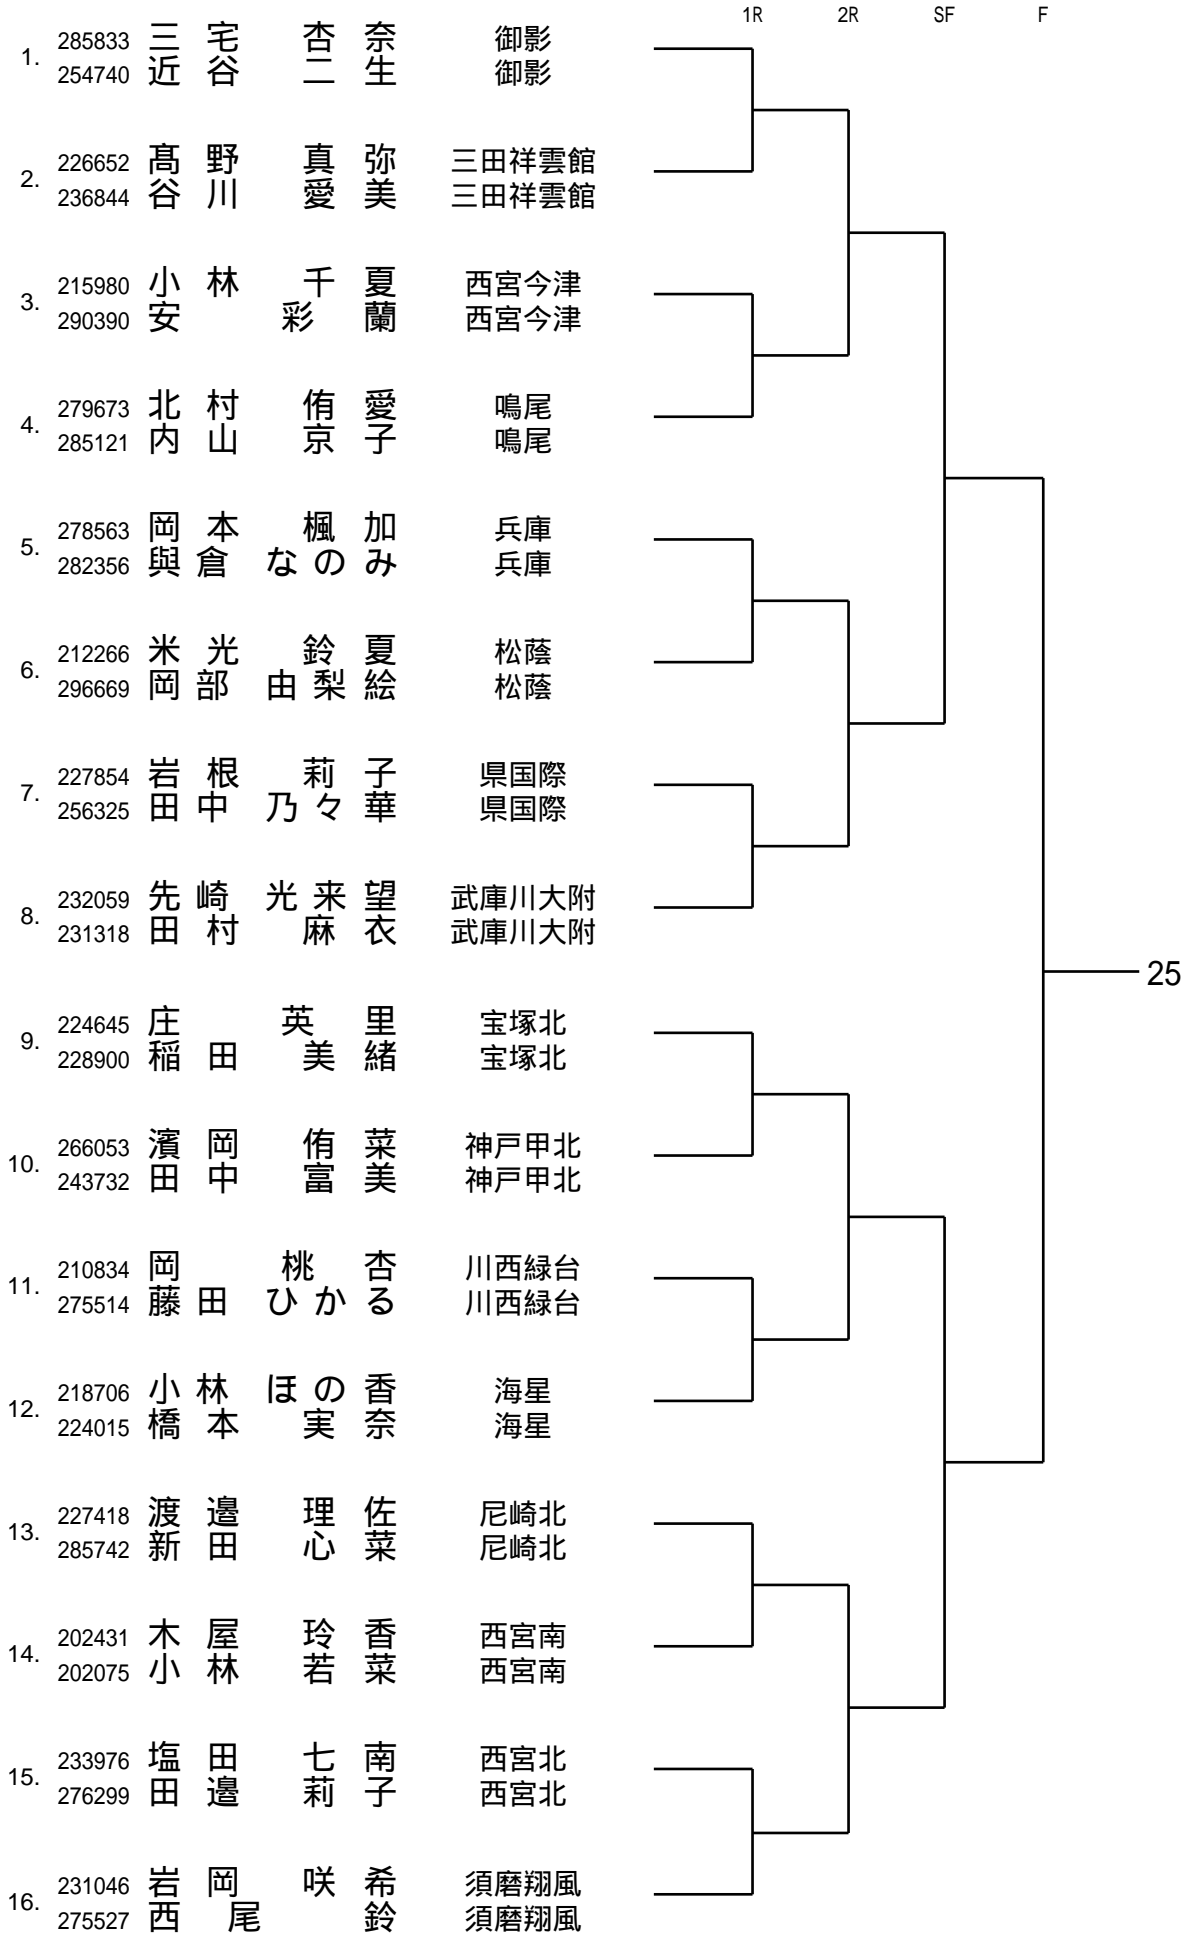 1R 2R SF F
1. 285833 三宅 杏奈 御影
254740 近谷 二生 御影
2. 226652 髙野 真弥 三田祥雲館
236844 谷川 愛美 三田祥雲館
3. 215980 小林 千夏 西宮今津
290390 安 彩蘭 西宮今津
4. 279673 北村 侑愛 鳴尾
285121 内山 京子 鳴尾
5. 278563 岡本 楓加 兵庫
282356 與倉 なのみ 兵庫
6. 212266 米光 鈴夏 松蔭
296669 岡部 由梨絵 松蔭
7. 227854 岩根 莉子 県国際
256325 田中 乃々華 県国際
8. 232059 先崎 光来望 武庫川大附
231318 田村 麻衣 武庫川大附
25
9. 224645 庄 英里 宝塚北
228900 稲田 美緒 宝塚北
10. 266053 濱岡 侑菜 神戸甲北
243732 田中 富美 神戸甲北
11. 210834 岡 桃杏 川西緑台
275514 藤田 ひかる 川西緑台
12. 218706 小林 ほの香 海星
224015 橋本 実奈 海星
13. 227418 渡邉 理佐 尼崎北
285742 新田 心菜 尼崎北
14. 202431 木屋 玲香 西宮南
202075 小林 若菜 西宮南
15. 233976 塩田 七南 西宮北
276299 田邉 莉子 西宮北
16. 231046 岩岡 咲希 須磨翔風
275527 西尾 鈴 須磨翔風